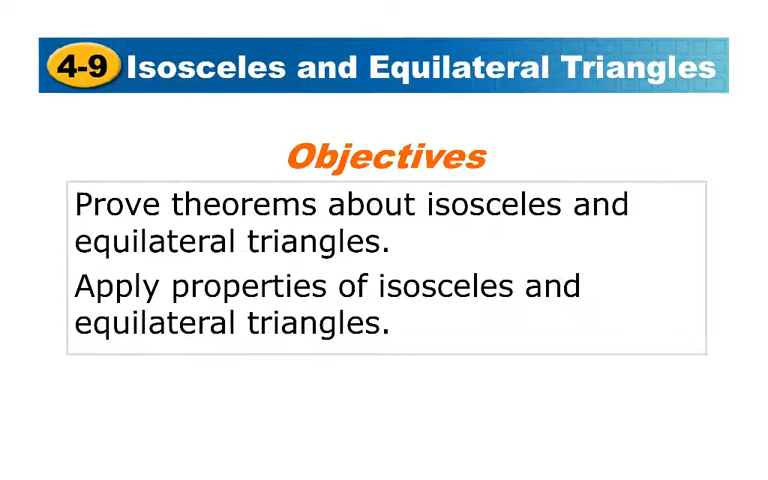 4-9 Isosceles and Equilateral Triangles
Objectives
Prove theorems about isosceles and
equilateral triangles.
Apply properties of isosceles and
equilateral triangles.